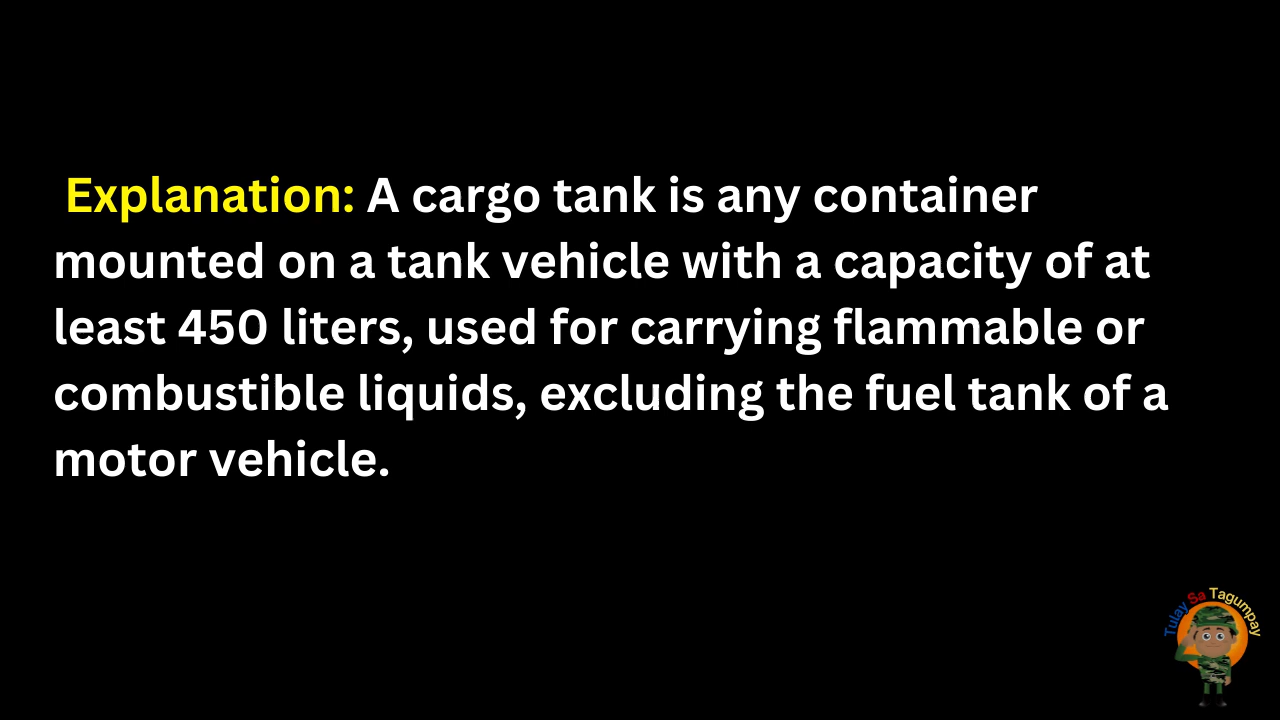 Explanation: A cargo tank is any container
mounted on a tank vehicle with a capacity of at
least 450 liters, used for carrying flammable or
combustible liquids, excluding the fuel tank of a
motor vehicle.
Tulay Sa Tagumpay